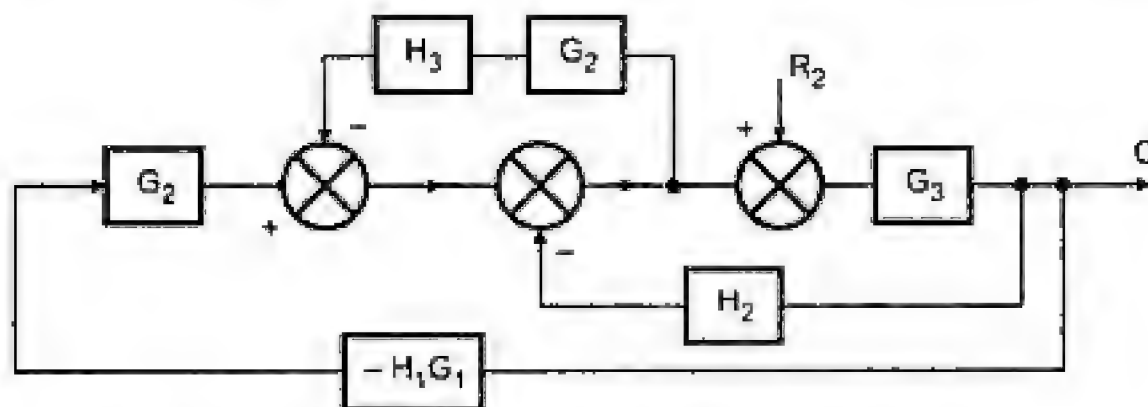 H₃ G₂ R₂
− +
G₂ G₃ C
+
−
H₂
− H₁G₁